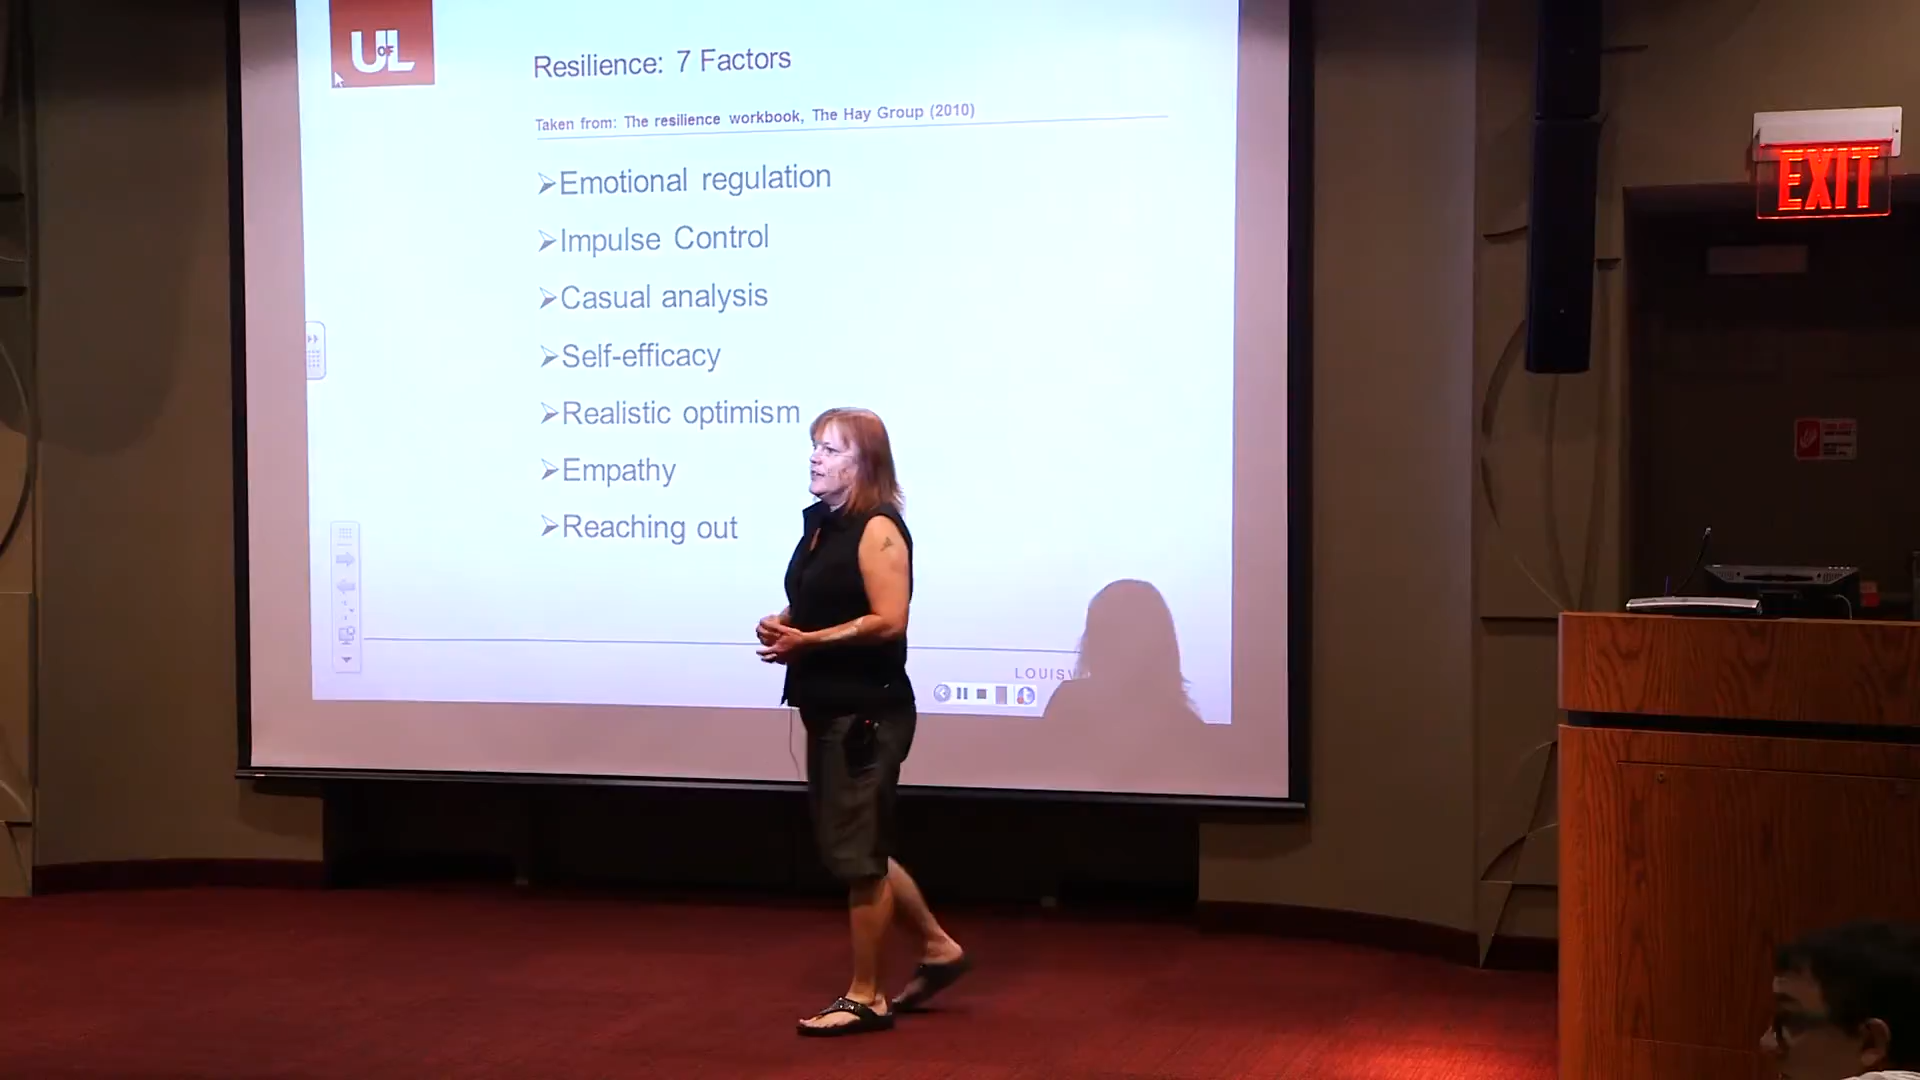 UofL
Resilience: 7 Factors
Taken from: The resilience workbook, The Hay Group (2010)
➢Emotional regulation
➢Impulse Control
➢Casual analysis
➢Self-efficacy
➢Realistic optimism
➢Empathy
➢Reaching out
EXIT